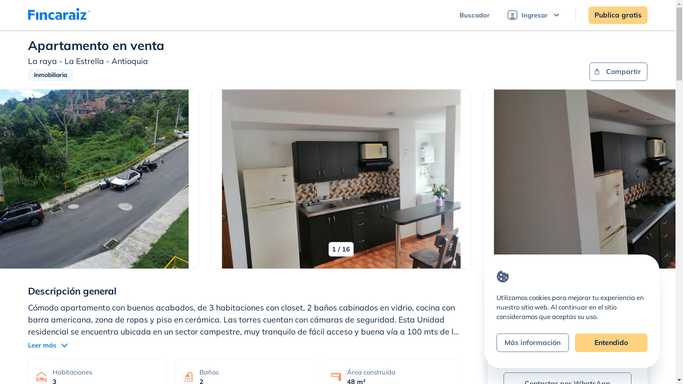 Fincaraiz
Buscador
Ingresar
Publica gratis
Apartamento en venta
La raya - La Estrella - Antioquia
Inmobiliaria
Compartir
1 / 16
Descripción general
Cómodo apartamento con buenos acabados, de 3 habitaciones con closet, 2 baños cabinados en vidrio, cocina con
barra americana, zona de ropas y piso en cerámica. Las torres cuentan con cámaras de seguridad. Esta Unidad
residencial se encuentra ubicada en un sector campestre, muy tranquilo de fácil acceso y buena vía a 100 mts de l...
Leer más
Habitaciones
3
Baños
2
Área construida
48 m²
Utilizamos cookies para mejorar tu experiencia en
nuestro sitio web. Al continuar en el sitio
consideramos que aceptas su uso.
Más información
Entendido
Contactar por WhatsApp